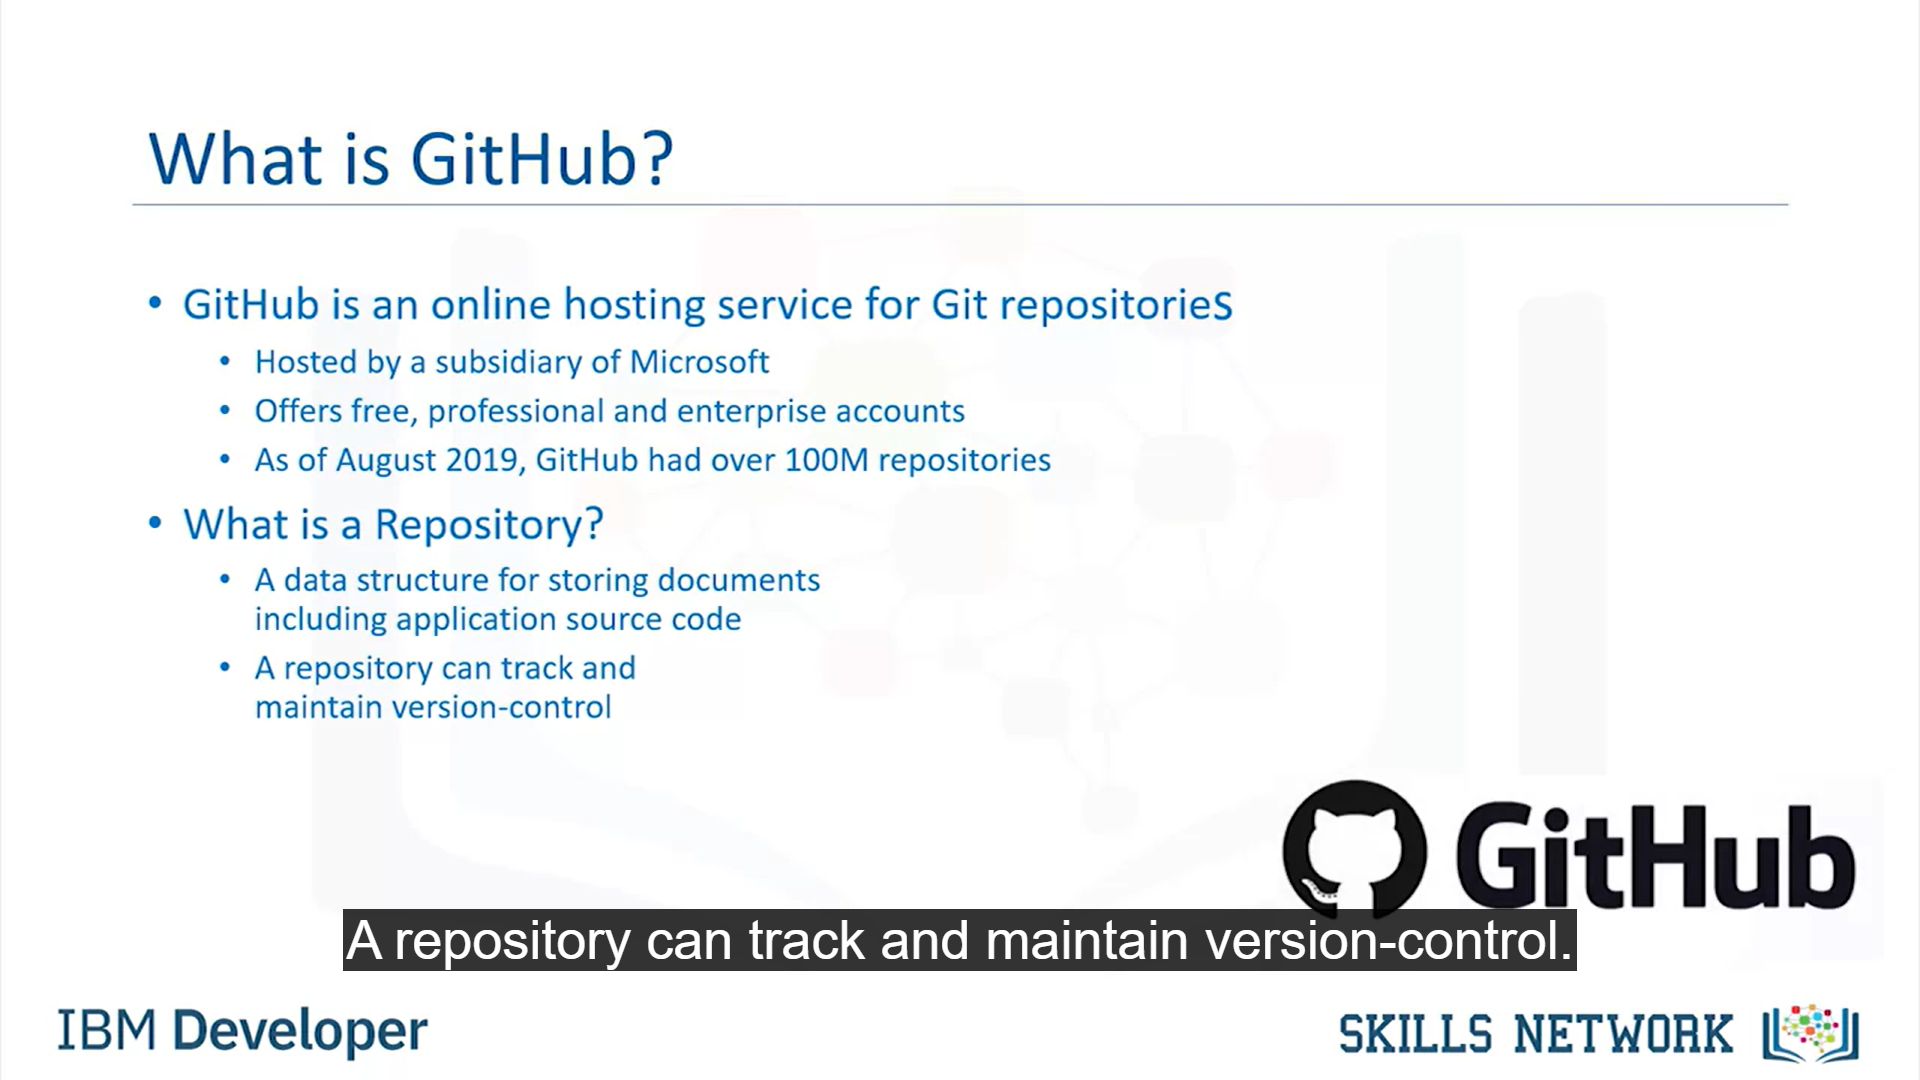 What is GitHub?
• GitHub is an online hosting service for Git repositories
• Hosted by a subsidiary of Microsoft
• Offers free, professional and enterprise accounts
• As of August 2019, GitHub had over 100M repositories
• What is a Repository?
• A data structure for storing documents
including application source code
• A repository can track and
maintain version-control
GitHub
A repository can track and maintain version-control.
IBM Developer
SKILLS NETWORK